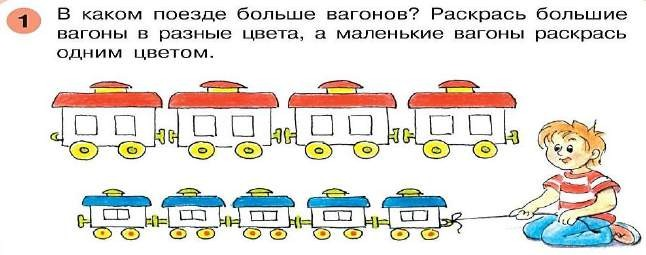 1 В каком поезде больше вагонов? Раскрась большие
вагоны в разные цвета, а маленькие вагоны раскрась
одним цветом.